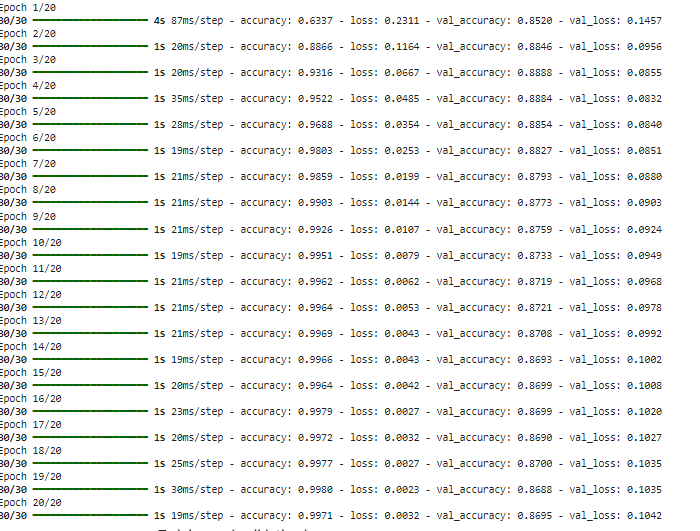 Epoch 1/20
30/30 ━━━━━━━━━━━━━━━━━━━━ 4s 87ms/step - accuracy: 0.6337 - loss: 0.2311 - val_accuracy: 0.8520 - val_loss: 0.1457
Epoch 2/20
30/30 ━━━━━━━━━━━━━━━━━━━━ 1s 20ms/step - accuracy: 0.8866 - loss: 0.1164 - val_accuracy: 0.8846 - val_loss: 0.0956
Epoch 3/20
30/30 ━━━━━━━━━━━━━━━━━━━━ 1s 20ms/step - accuracy: 0.9316 - loss: 0.0667 - val_accuracy: 0.8888 - val_loss: 0.0855
Epoch 4/20
30/30 ━━━━━━━━━━━━━━━━━━━━ 1s 35ms/step - accuracy: 0.9522 - loss: 0.0485 - val_accuracy: 0.8884 - val_loss: 0.0832
Epoch 5/20
30/30 ━━━━━━━━━━━━━━━━━━━━ 1s 28ms/step - accuracy: 0.9688 - loss: 0.0354 - val_accuracy: 0.8854 - val_loss: 0.0840
Epoch 6/20
30/30 ━━━━━━━━━━━━━━━━━━━━ 1s 19ms/step - accuracy: 0.9803 - loss: 0.0253 - val_accuracy: 0.8827 - val_loss: 0.0851
Epoch 7/20
30/30 ━━━━━━━━━━━━━━━━━━━━ 1s 21ms/step - accuracy: 0.9859 - loss: 0.0199 - val_accuracy: 0.8793 - val_loss: 0.0880
Epoch 8/20
30/30 ━━━━━━━━━━━━━━━━━━━━ 1s 21ms/step - accuracy: 0.9903 - loss: 0.0144 - val_accuracy: 0.8773 - val_loss: 0.0903
Epoch 9/20
30/30 ━━━━━━━━━━━━━━━━━━━━ 1s 21ms/step - accuracy: 0.9926 - loss: 0.0107 - val_accuracy: 0.8759 - val_loss: 0.0924
Epoch 10/20
30/30 ━━━━━━━━━━━━━━━━━━━━ 1s 19ms/step - accuracy: 0.9951 - loss: 0.0079 - val_accuracy: 0.8733 - val_loss: 0.0949
Epoch 11/20
30/30 ━━━━━━━━━━━━━━━━━━━━ 1s 21ms/step - accuracy: 0.9962 - loss: 0.0062 - val_accuracy: 0.8719 - val_loss: 0.0968
Epoch 12/20
30/30 ━━━━━━━━━━━━━━━━━━━━ 1s 21ms/step - accuracy: 0.9964 - loss: 0.0053 - val_accuracy: 0.8721 - val_loss: 0.0978
Epoch 13/20
30/30 ━━━━━━━━━━━━━━━━━━━━ 1s 21ms/step - accuracy: 0.9969 - loss: 0.0043 - val_accuracy: 0.8708 - val_loss: 0.0992
Epoch 14/20
30/30 ━━━━━━━━━━━━━━━━━━━━ 1s 19ms/step - accuracy: 0.9966 - loss: 0.0043 - val_accuracy: 0.8693 - val_loss: 0.1002
Epoch 15/20
30/30 ━━━━━━━━━━━━━━━━━━━━ 1s 20ms/step - accuracy: 0.9964 - loss: 0.0042 - val_accuracy: 0.8699 - val_loss: 0.1008
Epoch 16/20
30/30 ━━━━━━━━━━━━━━━━━━━━ 1s 23ms/step - accuracy: 0.9979 - loss: 0.0027 - val_accuracy: 0.8699 - val_loss: 0.1020
Epoch 17/20
30/30 ━━━━━━━━━━━━━━━━━━━━ 1s 20ms/step - accuracy: 0.9972 - loss: 0.0032 - val_accuracy: 0.8690 - val_loss: 0.1027
Epoch 18/20
30/30 ━━━━━━━━━━━━━━━━━━━━ 1s 25ms/step - accuracy: 0.9977 - loss: 0.0027 - val_accuracy: 0.8700 - val_loss: 0.1035
Epoch 19/20
30/30 ━━━━━━━━━━━━━━━━━━━━ 1s 30ms/step - accuracy: 0.9980 - loss: 0.0023 - val_accuracy: 0.8688 - val_loss: 0.1035
Epoch 20/20
30/30 ━━━━━━━━━━━━━━━━━━━━ 1s 19ms/step - accuracy: 0.9971 - loss: 0.0032 - val_accuracy: 0.8695 - val_loss: 0.1042